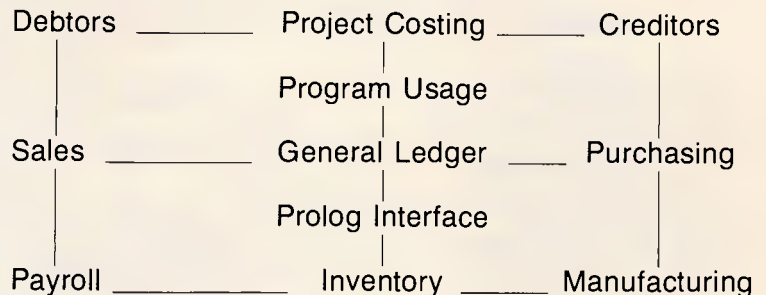 Debtors Project Costing Creditors
Program Usage
Sales General Ledger Purchasing
Prolog Interface
Payroll Inventory Manufacturing